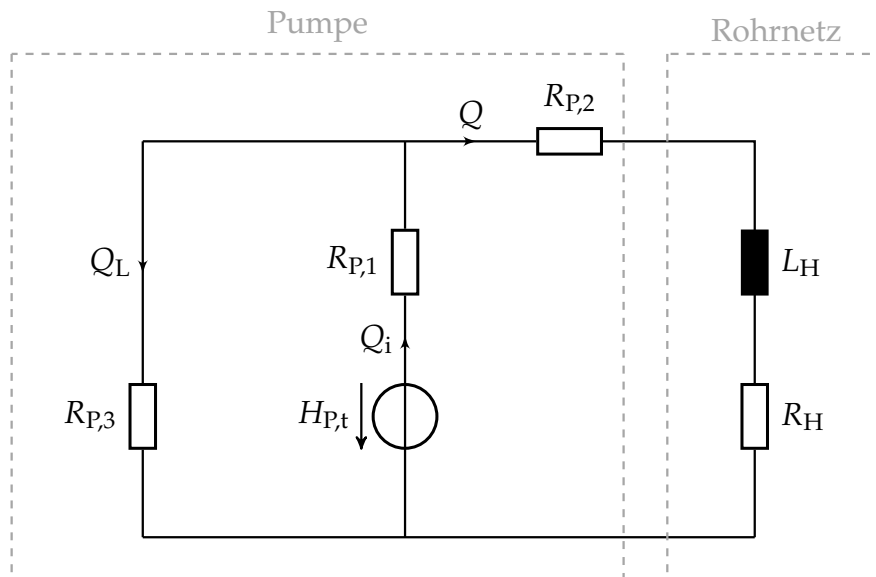 Pumpe
Rohrnetz
R_P,2
Q
Q_L
R_P,1
L_H
Q_i
R_P,3
H_P,t
R_H